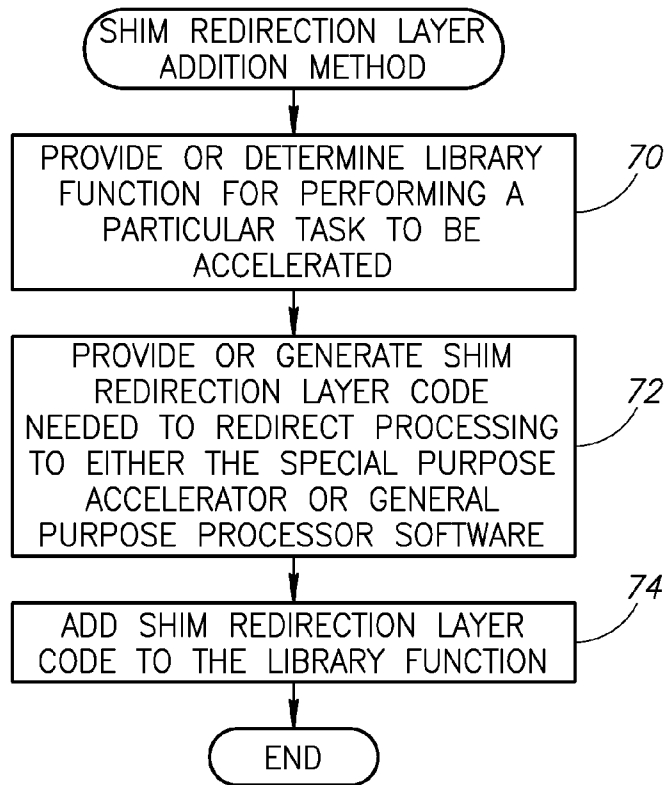 SHIM REDIRECTION LAYER
ADDITION METHOD
PROVIDE OR DETERMINE LIBRARY
FUNCTION FOR PERFORMING A
PARTICULAR TASK TO BE
ACCELERATED
70
PROVIDE OR GENERATE SHIM
REDIRECTION LAYER CODE
NEEDED TO REDIRECT PROCESSING
TO EITHER THE SPECIAL PURPOSE
ACCELERATOR OR GENERAL
PURPOSE PROCESSOR SOFTWARE
72
ADD SHIM REDIRECTION LAYER
CODE TO THE LIBRARY FUNCTION
74
END